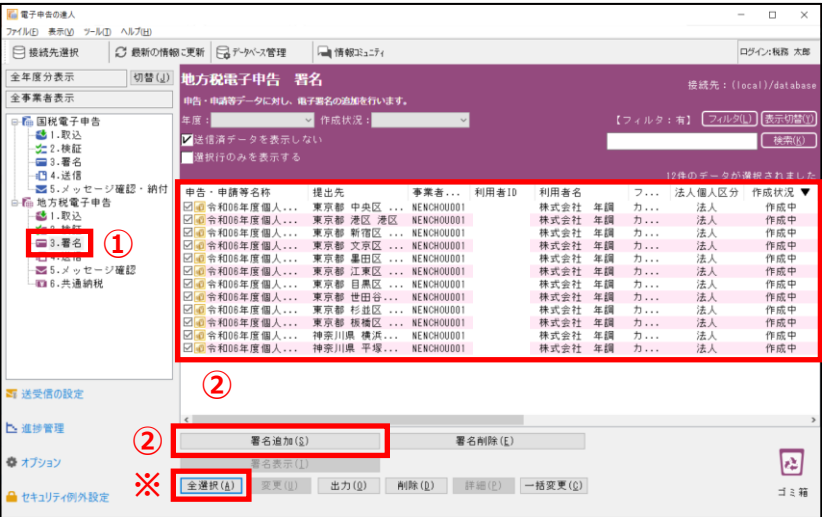 電子申告の達人
ファイル(F) 表示(V) ツール(T) ヘルプ(H)
接続先選択 最新の情報に更新 データベース管理 情報コミュニティ ログイン:税務 太郎
全年度分表示 切替(J)
全事業者表示
国税電子申告
1.取込
2.検証
3.署名
4.送信
5.メッセージ確認・納付
地方税電子申告
1.取込
2.検証
3.署名 ①
4.送信
5.メッセージ確認
6.共通納税
送受信の設定
進捗管理
オプション
セキュリティ例外設定
地方税電子申告 署名
接続先:(local)/database
申告・申請等データに対し、電子署名の追加を行います。
年度: 作成状況: 【フィルタ:有】 フィルタ(L) 表示切替(Y)
送信済データを表示しない 検索(K)
選択行のみを表示する
12件のデータが選択されました
申告・申請等名称 提出先 事業者... 利用者ID 利用者名 フ... 法人個人区分 作成状況 ▼
令和06年度個人... 東京都 中央区 ... NENCHOU001 株式会社 年調 カ... 法人 作成中
令和06年度個人... 東京都 港区 港区 NENCHOU001 株式会社 年調 カ... 法人 作成中
令和06年度個人... 東京都 新宿区 ... NENCHOU001 株式会社 年調 カ... 法人 作成中
令和06年度個人... 東京都 文京区 ... NENCHOU001 株式会社 年調 カ... 法人 作成中
令和06年度個人... 東京都 墨田区 ... NENCHOU001 株式会社 年調 カ... 法人 作成中
令和06年度個人... 東京都 江東区 ... NENCHOU001 株式会社 年調 カ... 法人 作成中
令和06年度個人... 東京都 目黒区 ... NENCHOU001 株式会社 年調 カ... 法人 作成中
令和06年度個人... 東京都 世田谷... NENCHOU001 株式会社 年調 カ... 法人 作成中
令和06年度個人... 東京都 杉並区 ... NENCHOU001 株式会社 年調 カ... 法人 作成中
令和06年度個人... 東京都 板橋区 ... NENCHOU001 株式会社 年調 カ... 法人 作成中
令和06年度個人... 神奈川県 横浜... NENCHOU001 株式会社 年調 カ... 法人 作成中
令和06年度個人... 神奈川県 平塚... NENCHOU001 株式会社 年調 カ... 法人 作成中
②
② 署名追加(S) 署名削除(E)
署名表示(I)
※ 全選択(A) 変更(U) 出力(O) 削除(D) 詳細(P) 一括変更(C)
ゴミ箱